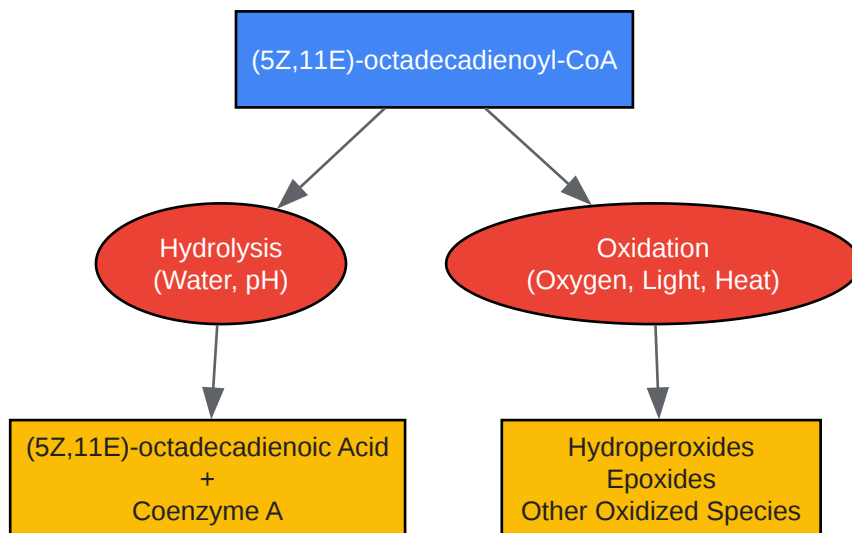 (5Z,11E)-octadecadienoyl-CoA
Hydrolysis
(Water, pH)
Oxidation
(Oxygen, Light, Heat)
(5Z,11E)-octadecadienoic Acid
+
Coenzyme A
Hydroperoxides
Epoxides
Other Oxidized Species